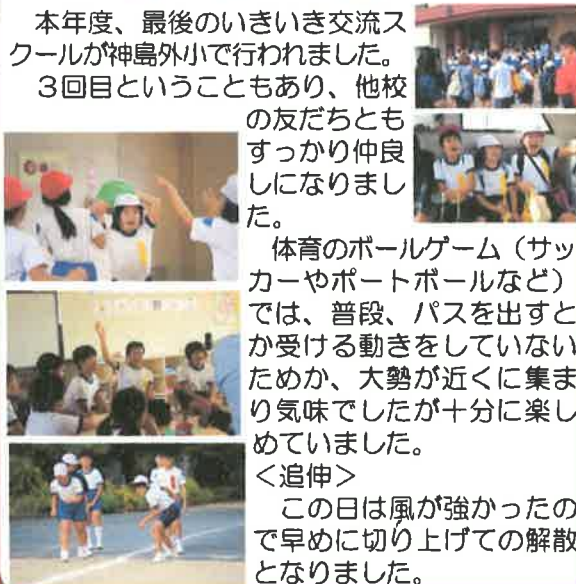 本年度、最後のいきいき交流ス
クールが神島外小で行われました。
3回目ということもあり、他校
の友だちとも
すっかり仲良
しになりまし
た。
体育のボールゲーム（サッ
カーやポートボールなど）
では、普段、パスを出すと
か受ける動きをしていない
ためか、大勢が近くに集ま
り気味でしたが十分に楽し
めていました。
＜追伸＞
この日は風が強かったの
で早めに切り上げての解散
となりました。